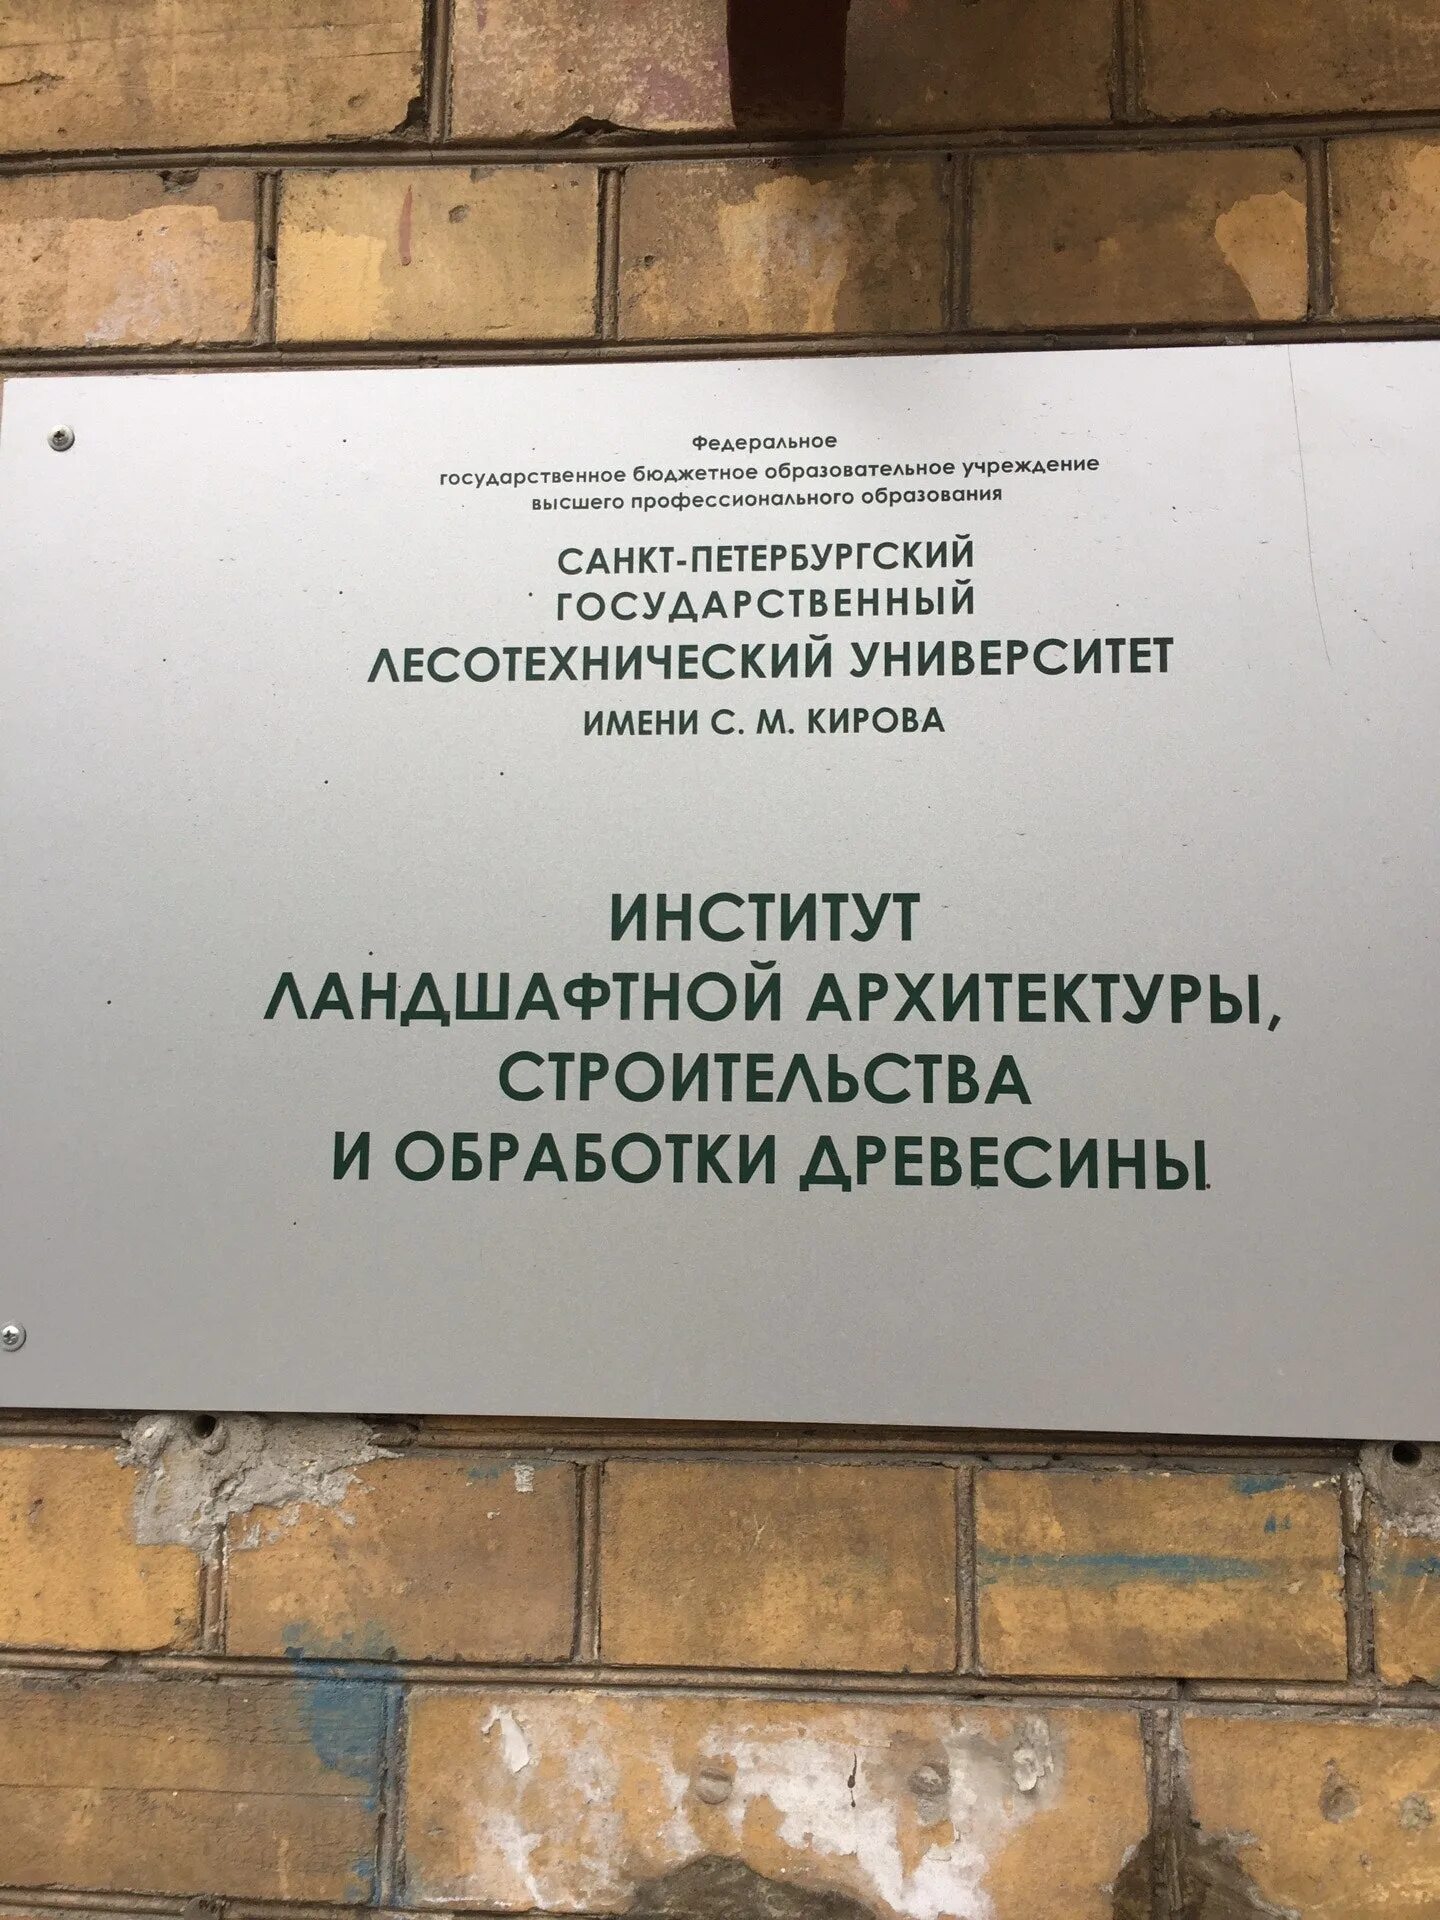 Федеральное
государственное бюджетное образовательное учреждение
высшего профессионального образования
САНКТ-ПЕТЕРБУРГСКИЙ
ГОСУДАРСТВЕННЫЙ
ЛЕСОТЕХНИЧЕСКИЙ УНИВЕРСИТЕТ
ИМЕНИ С. М. КИРОВА
ИНСТИТУТ
ЛАНДШАФТНОЙ АРХИТЕКТУРЫ,
СТРОИТЕЛЬСТВА
И ОБРАБОТКИ ДРЕВЕСИНЫ